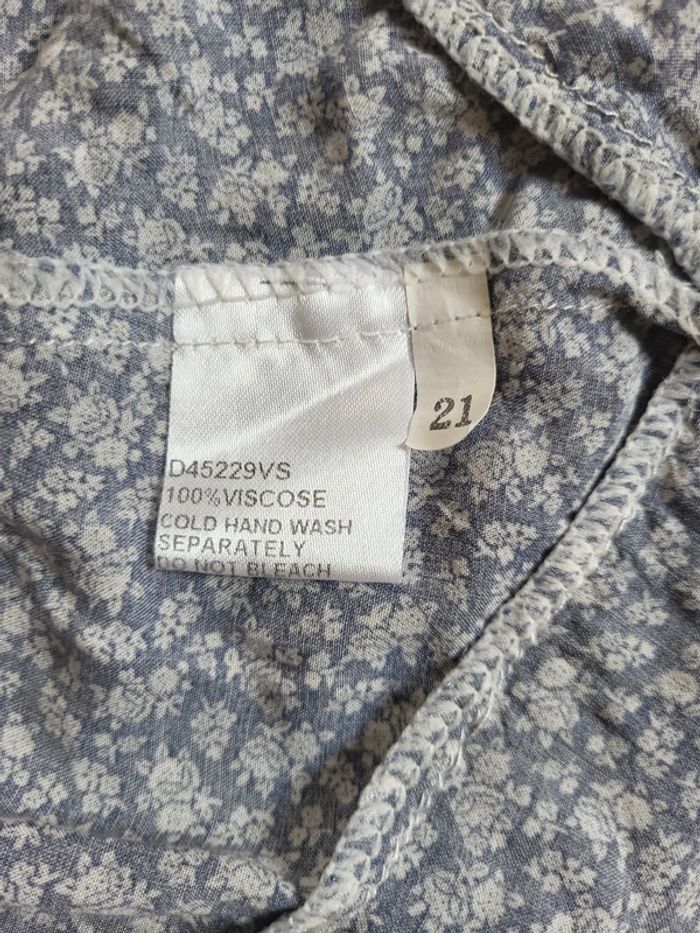 21
D45229VS
100%VISCOSE
COLD HAND WASH
SEPARATELY
DO NOT BLEACH